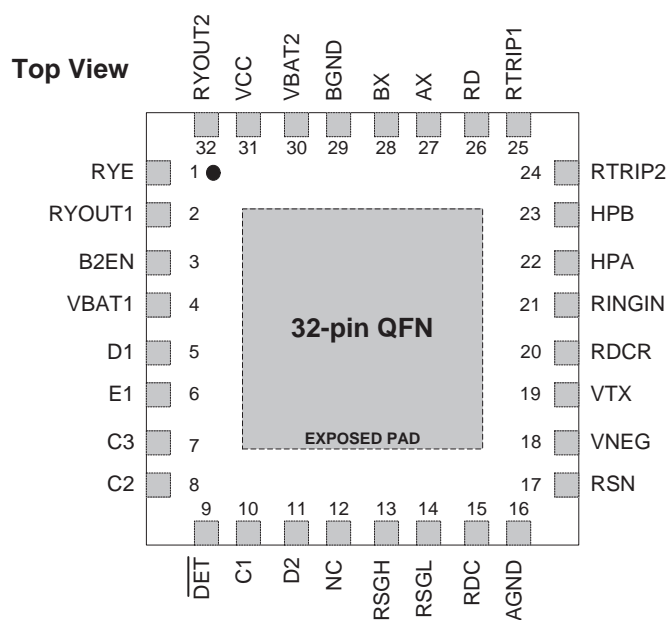 Top View
RYOUT2
VCC
VBAT2
BGND
BX
AX
RD
RTRIP1
32
31
30
29
28
27
26
25
RYE
1
24
RTRIP2
RYOUT1
2
23
HPB
B2EN
3
22
HPA
VBAT1
4
21
RINGIN
D1
5
20
RDCR
E1
6
19
VTX
C3
7
18
VNEG
C2
8
17
RSN
32-pin QFN
EXPOSED PAD
9
10
11
12
13
14
15
16
DET
C1
D2
NC
RSGH
RSGL
RDC
AGND